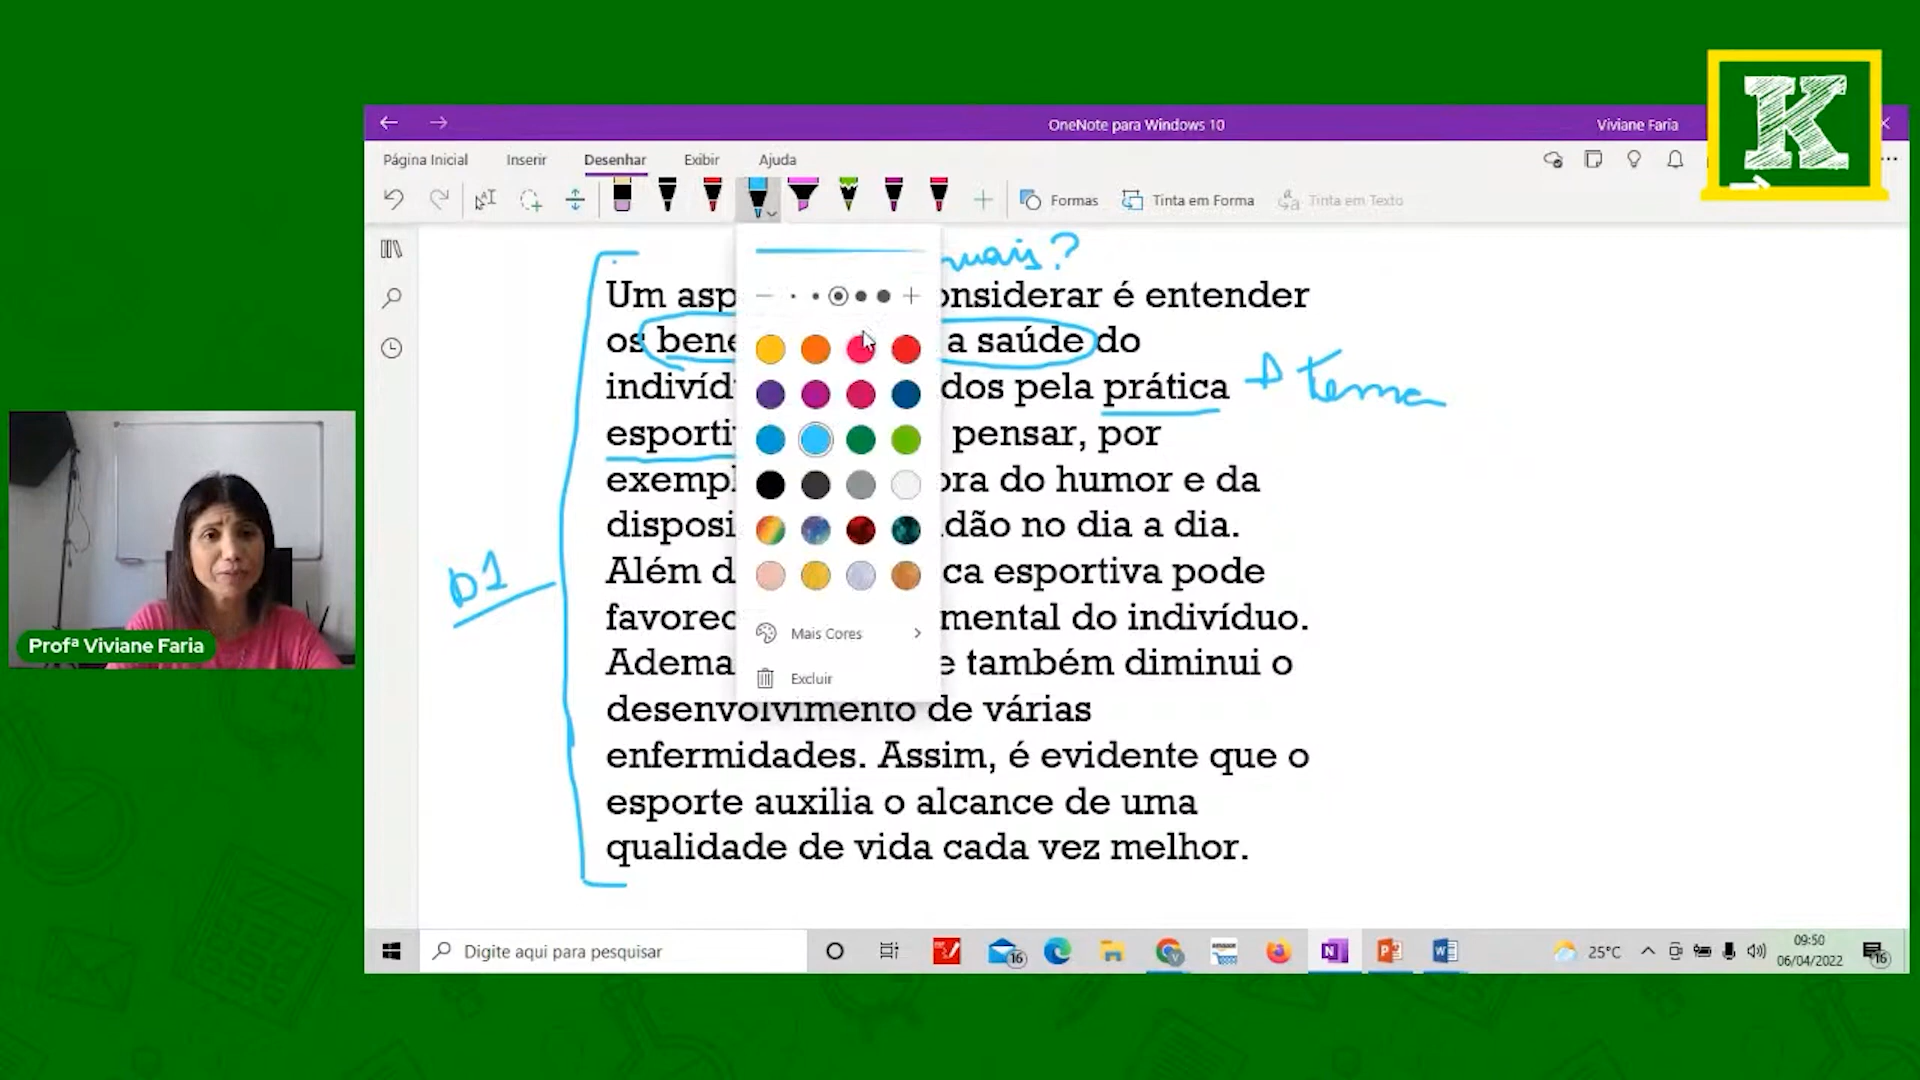 K
OneNote para Windows 10
Viviane Faria
Página Inicial
Inserir
Desenhar
Exibir
Ajuda
Formas
Tinta em Forma
Tinta em Texto
quais?
Um asp onsiderar é entender
os bene a saúde do
indivíd dos pela prática
tema
esporti pensar, por
exempl ora do humor e da
disposi dão no dia a dia.
Além d ca esportiva pode
favorec mental do indivíduo.
Adema e também diminui o
desenvolvimento de várias
enfermidades. Assim, é evidente que o
esporte auxilia o alcance de uma
qualidade de vida cada vez melhor.
D1
Mais Cores
Excluir
Profª Viviane Faria
Digite aqui para pesquisar
16
25°C
09:50
06/04/2022
16